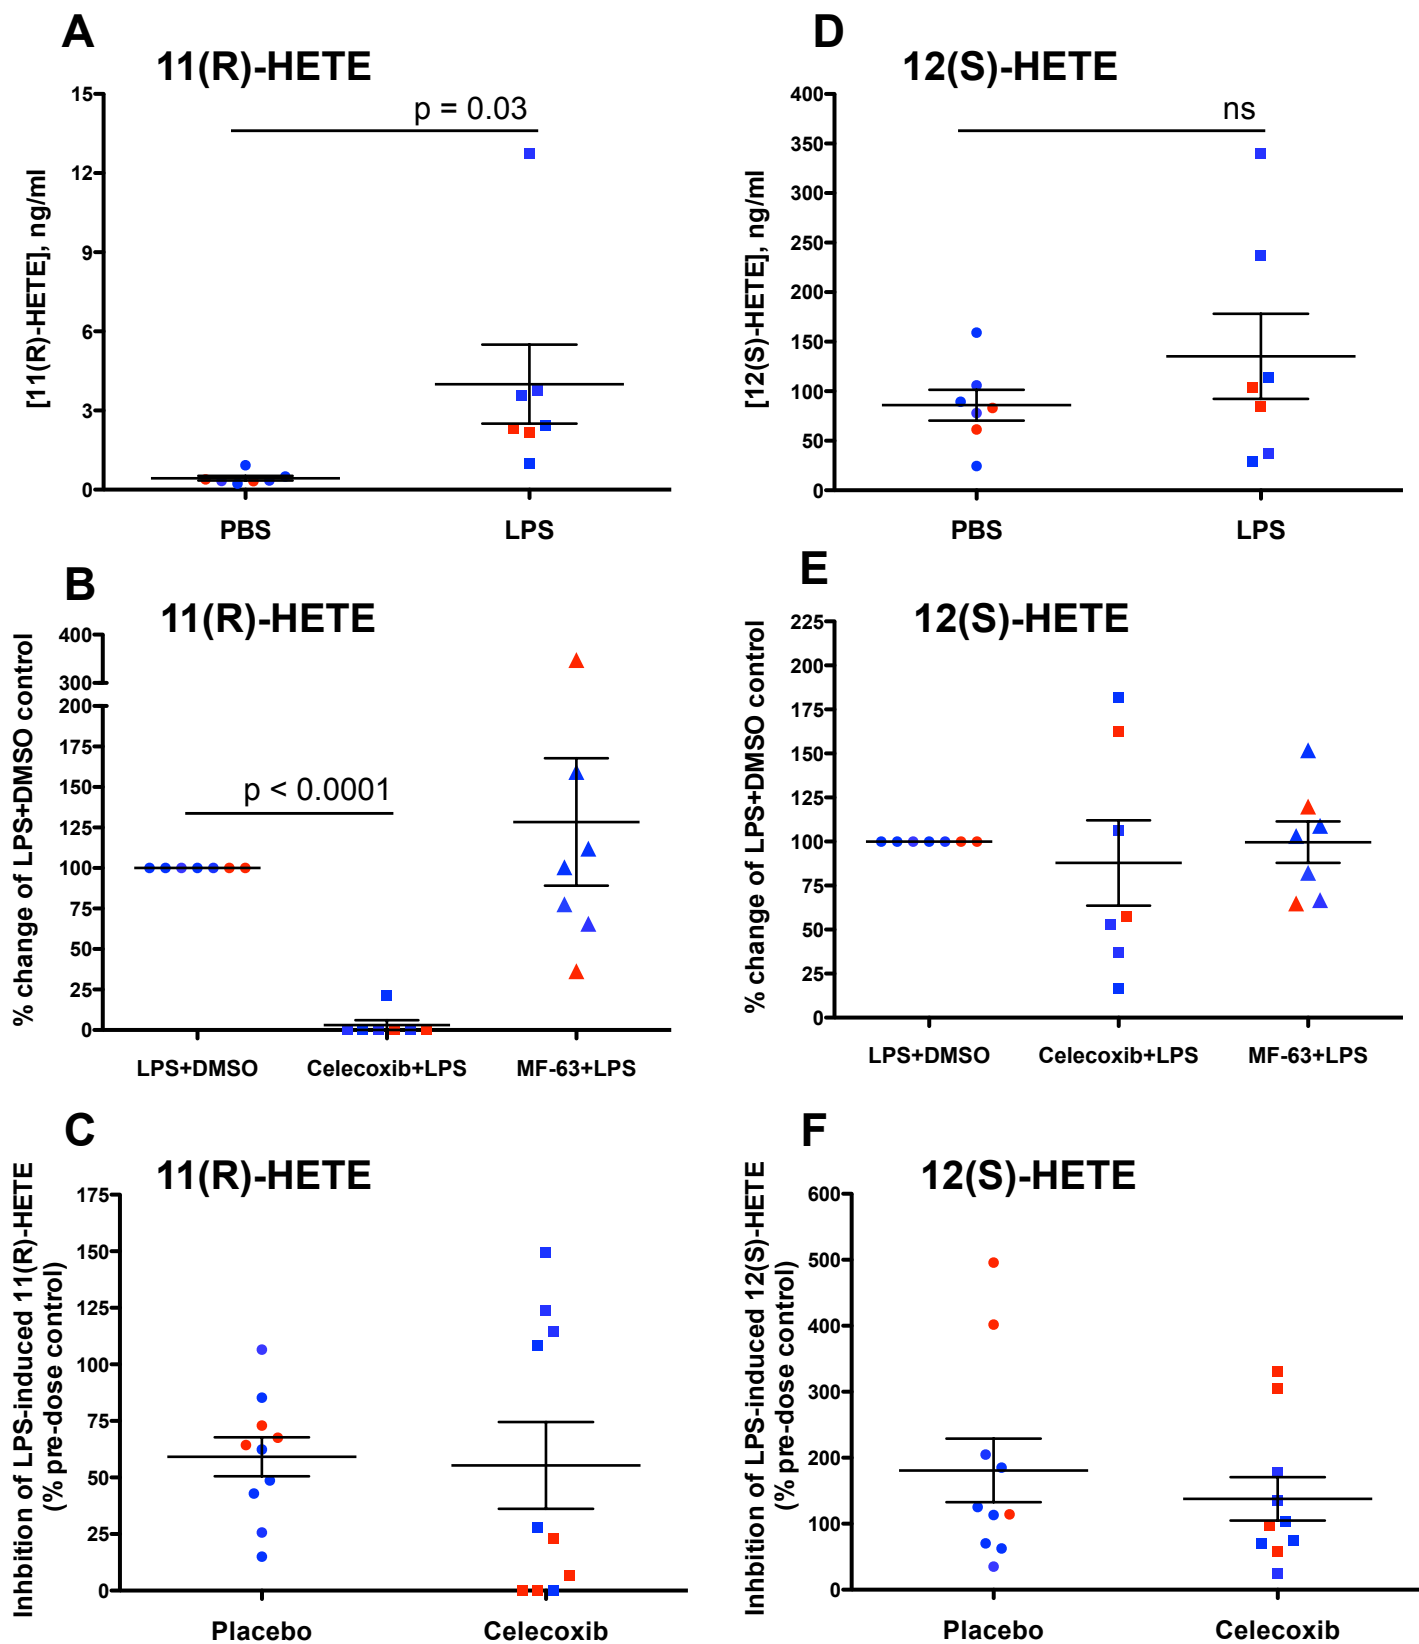 A
11(R)-HETE
p = 0.03
[11(R)-HETE], ng/ml
15
12
9
6
3
0
PBS
LPS
D
12(S)-HETE
ns
[12(S)-HETE], ng/ml
400
350
300
250
200
150
100
50
0
PBS
LPS
B
11(R)-HETE
p < 0.0001
% change of LPS+DMSO control
400
300
200
175
150
125
100
75
50
25
0
LPS+DMSO
Celecoxib+LPS
MF-63+LPS
E
12(S)-HETE
% change of LPS+DMSO control
225
200
175
150
125
100
75
50
25
0
LPS+DMSO
Celecoxib+LPS
MF-63+LPS
C
11(R)-HETE
Inhbition of LPS-induced 11(R)-HETE
(% pre-dose control)
175
150
125
100
75
50
25
0
Placebo
Celecoxib
F
12(S)-HETE
Inhbition of LPS-induced 12(S)-HETE
(% pre-dose control)
600
500
400
300
200
100
0
Placebo
Celecoxib